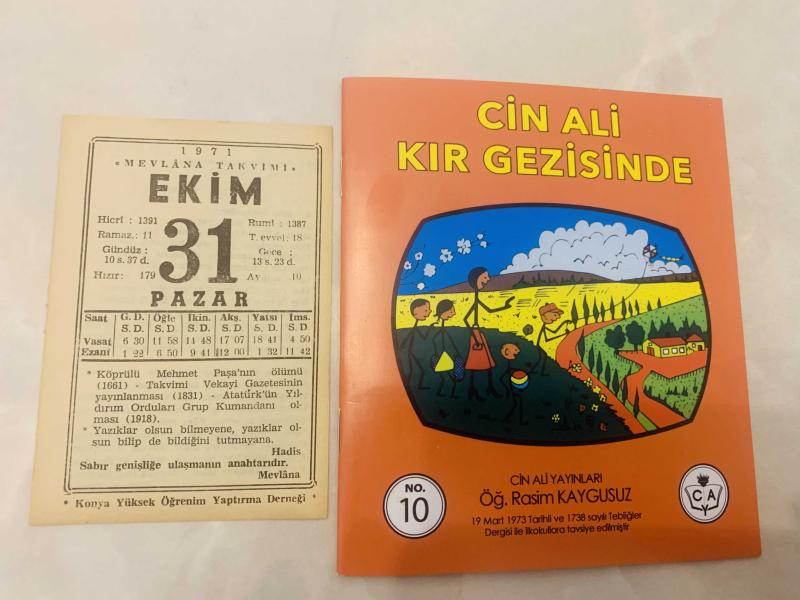 1971
«MEVLÂNA TAKVİMİ»
EKİM
Hicrî : 1391
Ramaz.: 11
Gündüz :
10 s. 37 d.
Hızır: 179
31
Rumî : 1387
T. evvel: 18
Gece :
13 s. 23 d.
Ay 10
PAZAR
Saat G. D. Öğle İkin. Akş. Yatsı İms.
S. D. S. D. S. D. S. D. S. D. S. D.
Vasat 6 30 11 58 14 48 17 07 18 41 4 50
Ezanî 1 22 6 50 9 41 12 00 1 32 11 42
* Köprülü Mehmet Paşa'nın ölümü
(1661) - Takvimi Vekayi Gazetesinin
yayınlanması (1831) - Atatürk'ün Yıl-
dırım Orduları Grup Kumandanı ol-
ması (1918).
* Yazıklar olsun bilmeyene, yazıklar ol-
sun bilip de bildiğini tutmayana.
Hadis
Sabır genişliğe ulaşmanın anahtarıdır.
Mevlâna
* Konya Yüksek Öğrenim Yaptırma Derneği *
CİN ALİ
KIR GEZİSİNDE
NO.
10
CİN ALİ YAYINLARI
Öğ. Rasim KAYGUSUZ
19 Mart 1973 Tarihli ve 1738 sayılı Tebliğler
Dergisi ile ilkokullara tavsiye edilmiştir
C A
Y